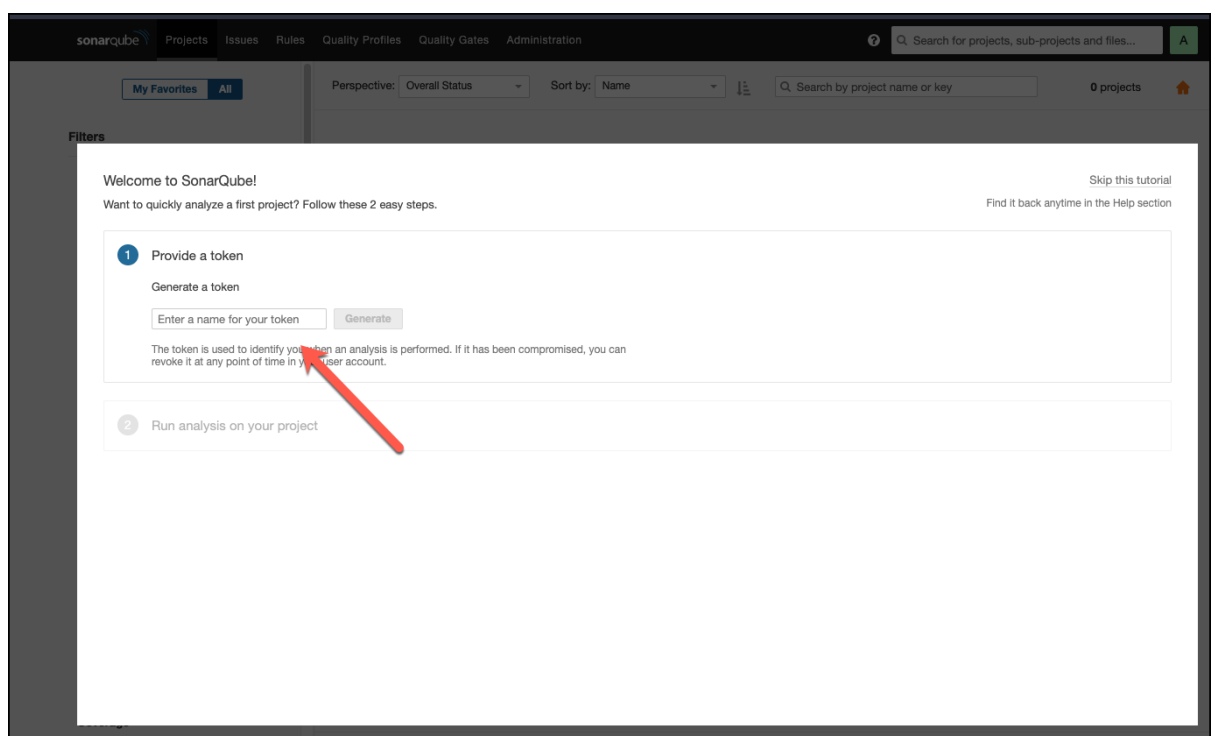 sonarqube Projects Issues Rules Quality Profiles Quality Gates Administration ? Search for projects, sub-projects and files... A
My Favorites All Perspective: Overall Status Sort by: Name Search by project name or key 0 projects
Filters
Welcome to SonarQube! Skip this tutorial
Want to quickly analyze a first project? Follow these 2 easy steps. Find it back anytime in the Help section
1 Provide a token
Generate a token
Enter a name for your token Generate
The token is used to identify you when an analysis is performed. If it has been compromised, you can
revoke it at any point of time in your user account.
2 Run analysis on your project